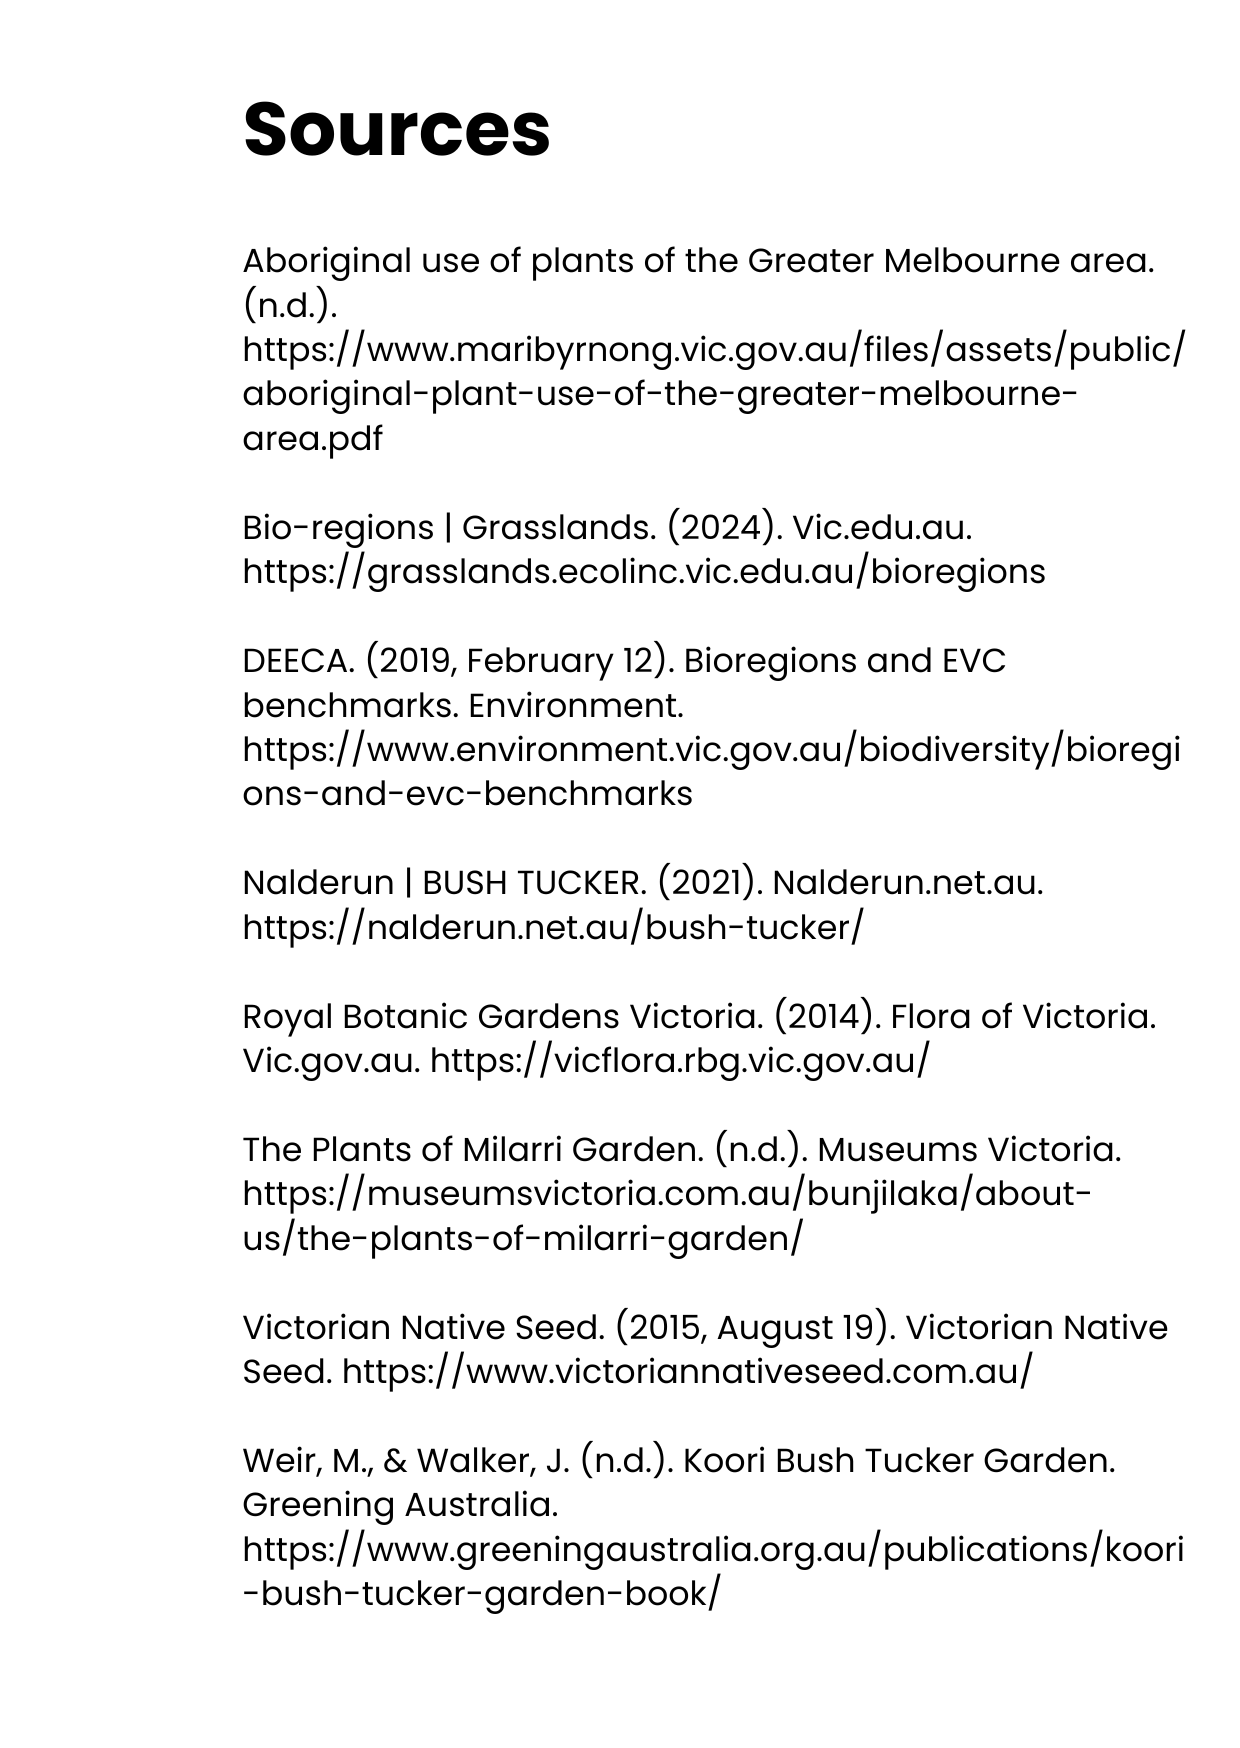 Sources
Aboriginal use of plants of the Greater Melbourne area.
(n.d.).
https://www.maribyrnong.vic.gov.au/files/assets/public/
aboriginal-plant-use-of-the-greater-melbourne-
area.pdf
Bio-regions | Grasslands. (2024). Vic.edu.au.
https://grasslands.ecolinc.vic.edu.au/bioregions
DEECA. (2019, February 12). Bioregions and EVC
benchmarks. Environment.
https://www.environment.vic.gov.au/biodiversity/bioregi
ons-and-evc-benchmarks
Nalderun | BUSH TUCKER. (2021). Nalderun.net.au.
https://nalderun.net.au/bush-tucker/
Royal Botanic Gardens Victoria. (2014). Flora of Victoria.
Vic.gov.au. https://vicflora.rbg.vic.gov.au/
The Plants of Milarri Garden. (n.d.). Museums Victoria.
https://museumsvictoria.com.au/bunjilaka/about-
us/the-plants-of-milarri-garden/
Victorian Native Seed. (2015, August 19). Victorian Native
Seed. https://www.victoriannativeseed.com.au/
Weir, M., & Walker, J. (n.d.). Koori Bush Tucker Garden.
Greening Australia.
https://www.greeningaustralia.org.au/publications/koori
-bush-tucker-garden-book/